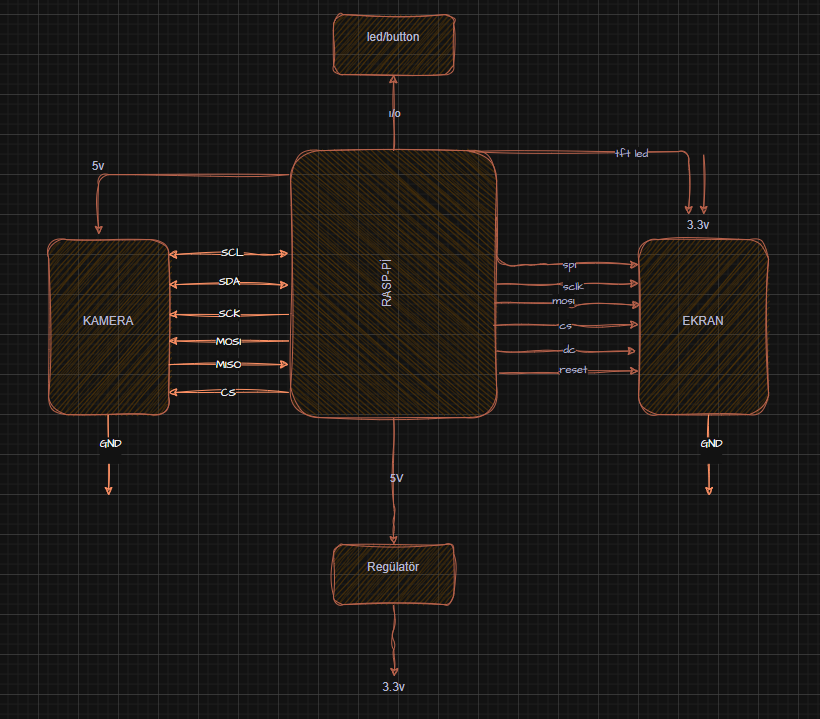 led/button
i/o
5v
tft led
3.3v
SCL
SDA
SCK
MOSI
MISO
CS
KAMERA
RASP-Pİ
spi
sclk
mosi
cs
dc
reset
EKRAN
GND
GND
5V
Regülatör
3.3v